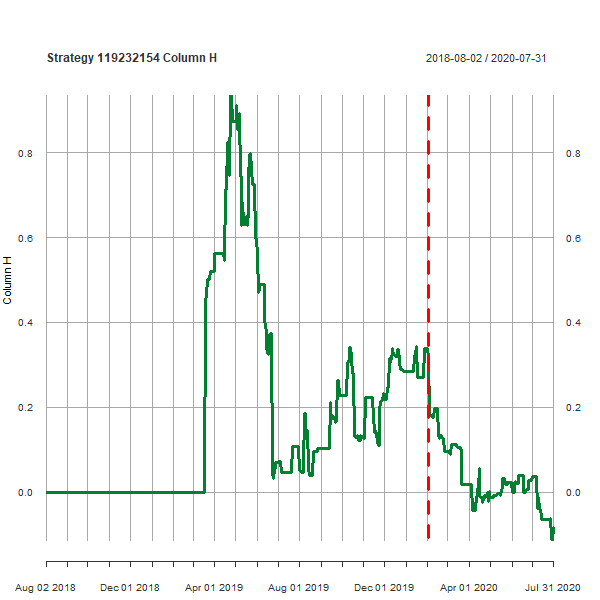 Strategy 119232154 Column H
2018-08-02 / 2020-07-31
Column H
0.8
0.6
0.4
0.2
0.0
0.8
0.6
0.4
0.2
0.0
Aug 02 2018
Dec 01 2018
Apr 01 2019
Aug 01 2019
Dec 01 2019
Apr 01 2020
Jul 31 2020